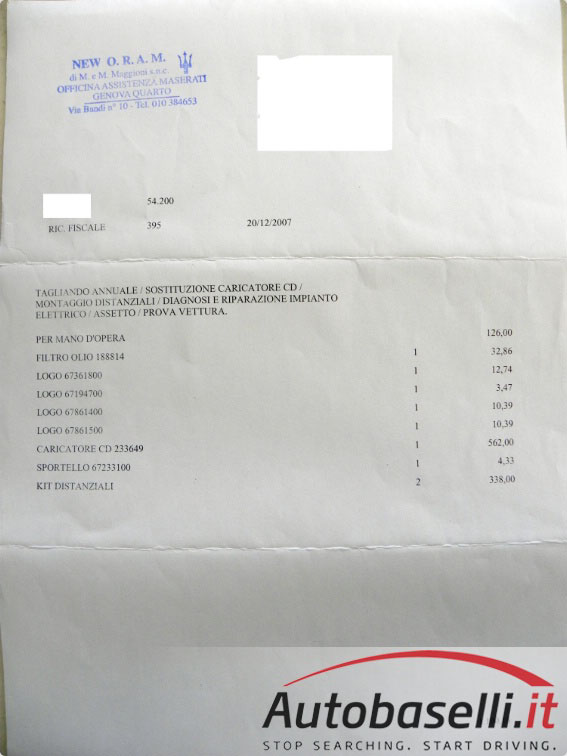 NEW O. R. A. M.
di M. e M. Maggioni s.n.c.
OFFICINA ASSISTENZA MASERATI
GENOVA QUARTO
Via Bandi n° 10 - Tel. 010 384653
54.200
RIC. FISCALE 395 20/12/2007
TAGLIANDO ANNUALE / SOSTITUZIONE CARICATORE CD /
MONTAGGIO DISTANZIALI / DIAGNOSI E RIPARAZIONE IMPIANTO
ELETTRICO / ASSETTO / PROVA VETTURA.
PER MANO D'OPERA 126,00
FILTRO OLIO 188814 1 32,86
LOGO 67361800 1 12,74
LOGO 67194700 1 3,47
LOGO 67861400 1 10,39
LOGO 67861500 1 10,39
CARICATORE CD 233649 1 562,00
SPORTELLO 67233100 1 4,33
KIT DISTANZIALI 2 338,00
Autobaselli.it
STOP SEARCHING. START DRIVING.